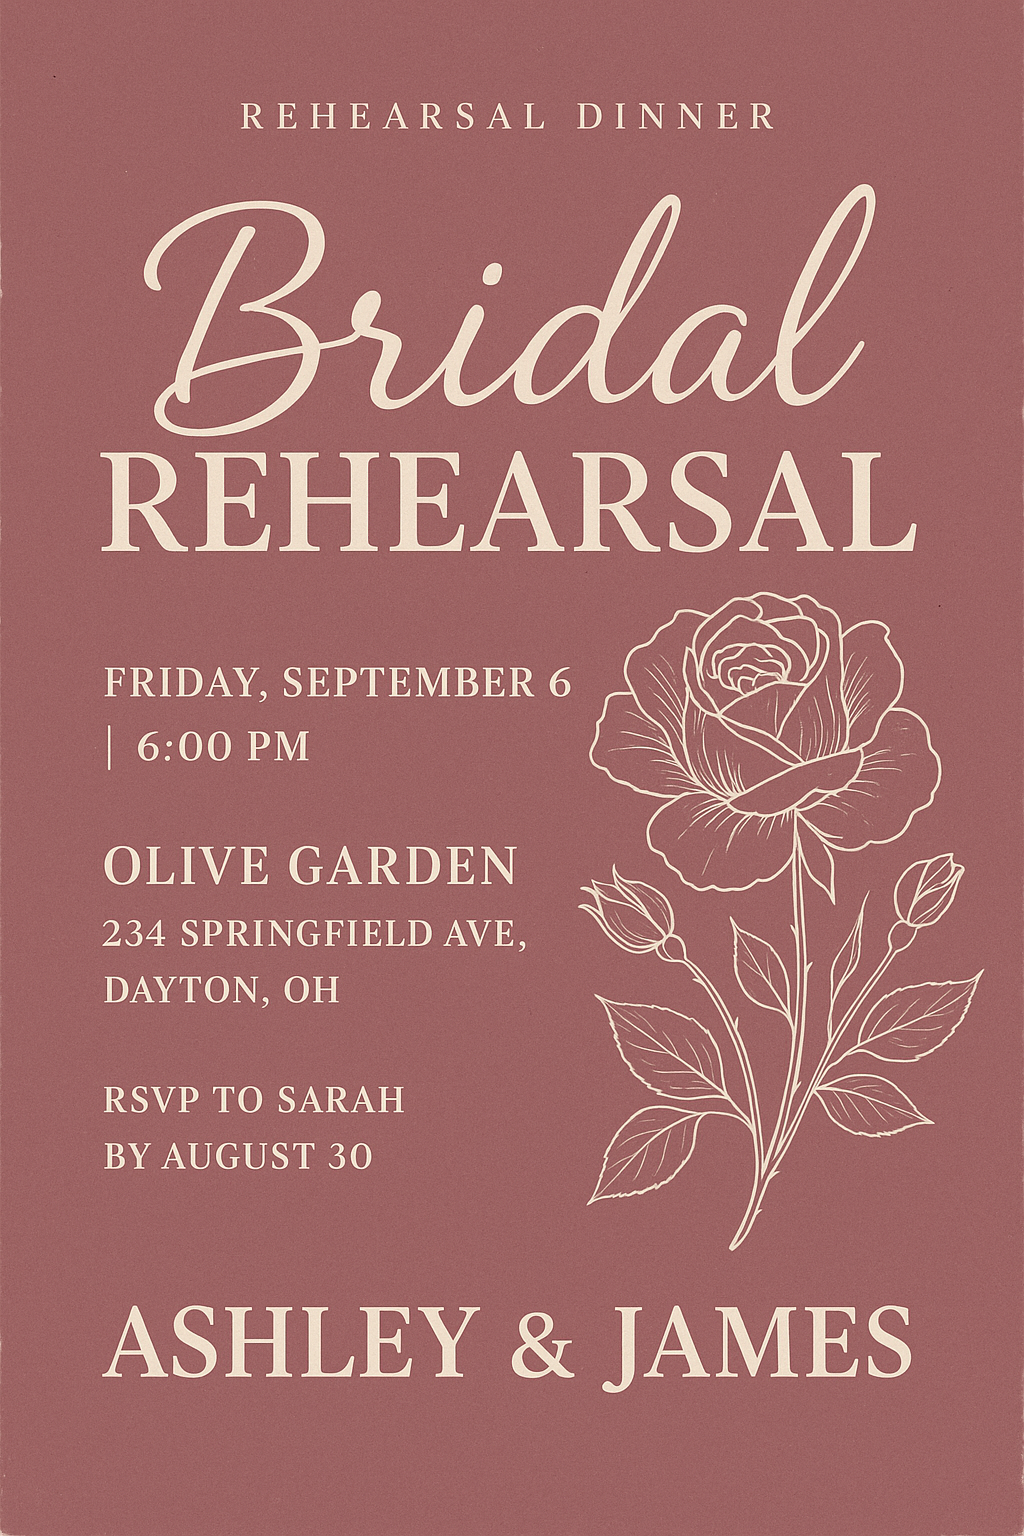 REHEARSAL DINNER
Bridal
REHEARSAL
FRIDAY, SEPTEMBER 6
| 6:00 PM
OLIVE GARDEN
234 SPRINGFIELD AVE,
DAYTON, OH
RSVP TO SARAH
BY AUGUST 30
ASHLEY & JAMES